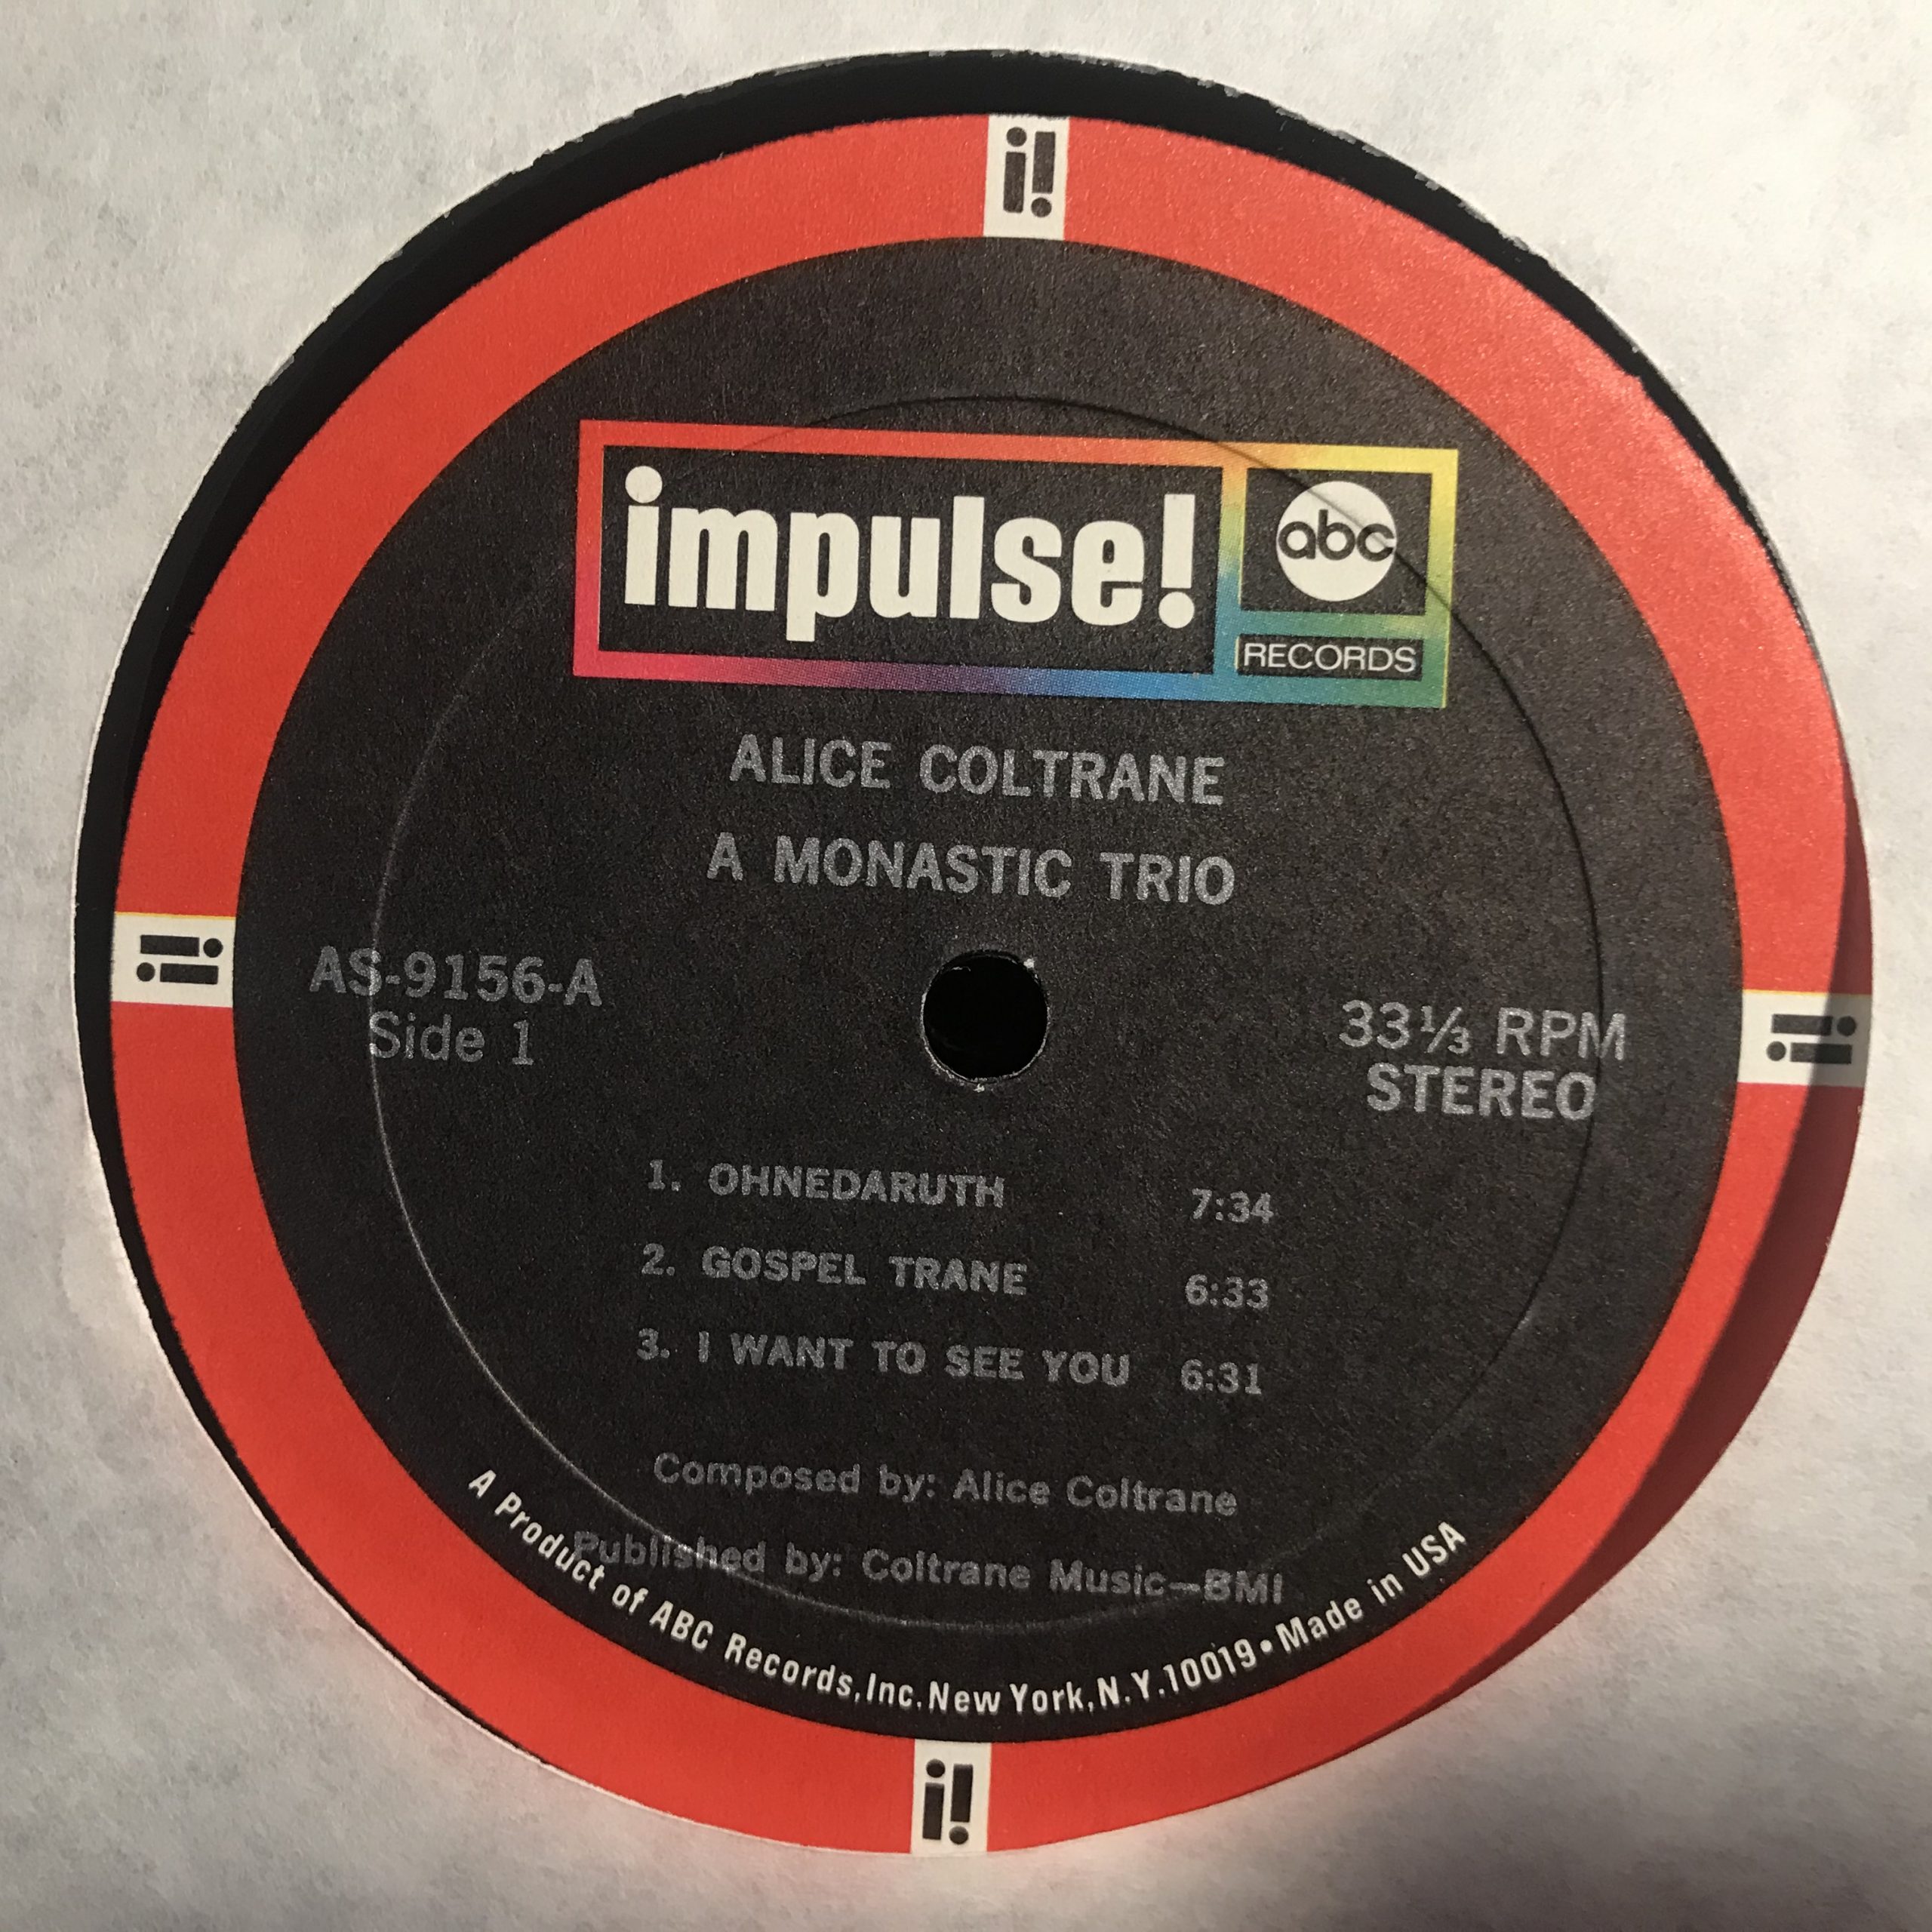 i!
impulse!
abc
RECORDS
ALICE COLTRANE
A MONASTIC TRIO
i!
AS-9156-A
Side 1
33⅓ RPM
STEREO
i!
1. OHNEDARUTH 7:34
2. GOSPEL TRANE 6:33
3. I WANT TO SEE YOU 6:31
Composed by: Alice Coltrane
Published by: Coltrane Music—BMI
A Product of ABC Records, Inc. New York, N.Y. 10019 • Made in USA
i!